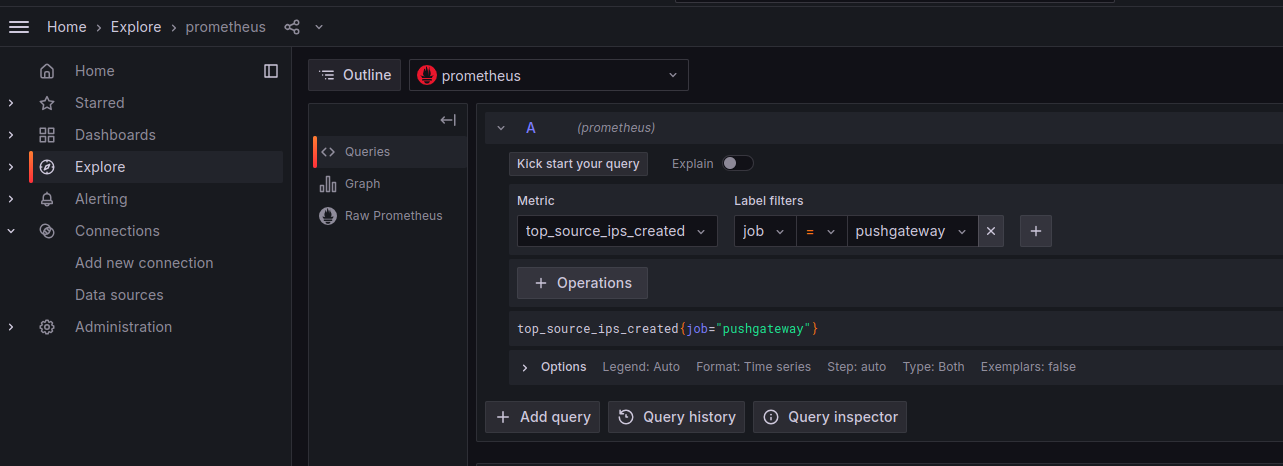 Home › Explore › prometheus
Home
Starred
Dashboards
Explore
Alerting
Connections
Add new connection
Data sources
Administration
Outline
prometheus
Queries
Graph
Raw Prometheus
A (prometheus)
Kick start your query Explain
Metric Label filters
top_source_ips_created job = pushgateway
Operations
top_source_ips_created{job="pushgateway"}
Options Legend: Auto Format: Time series Step: auto Type: Both Exemplars: false
Add query Query history Query inspector